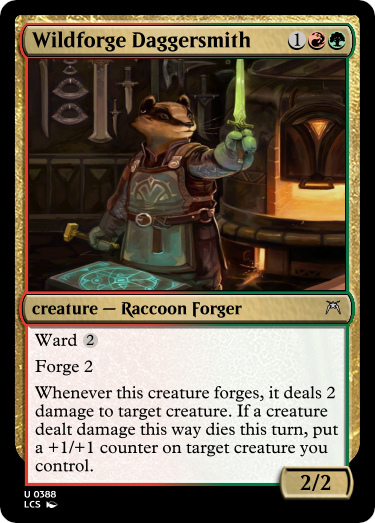 Wildforge Daggersmith 1
creature — Raccoon Forger
Ward 2
Forge 2
Whenever this creature forges, it deals 2
damage to target creature. If a creature
dealt damage this way dies this turn, put
a +1/+1 counter on target creature you
control.
2/2
U 0388
LCS